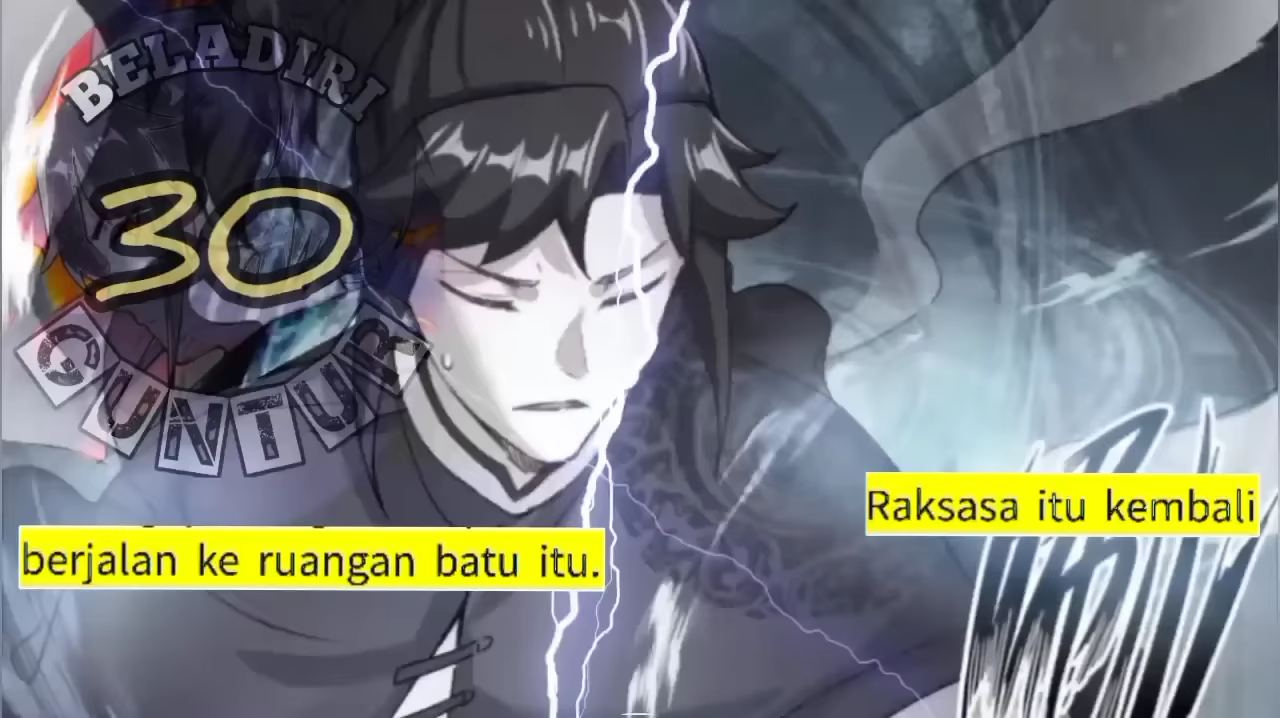 BELADIRI
30
GUNTUR
Raksasa itu kembali
berjalan ke ruangan batu itu.